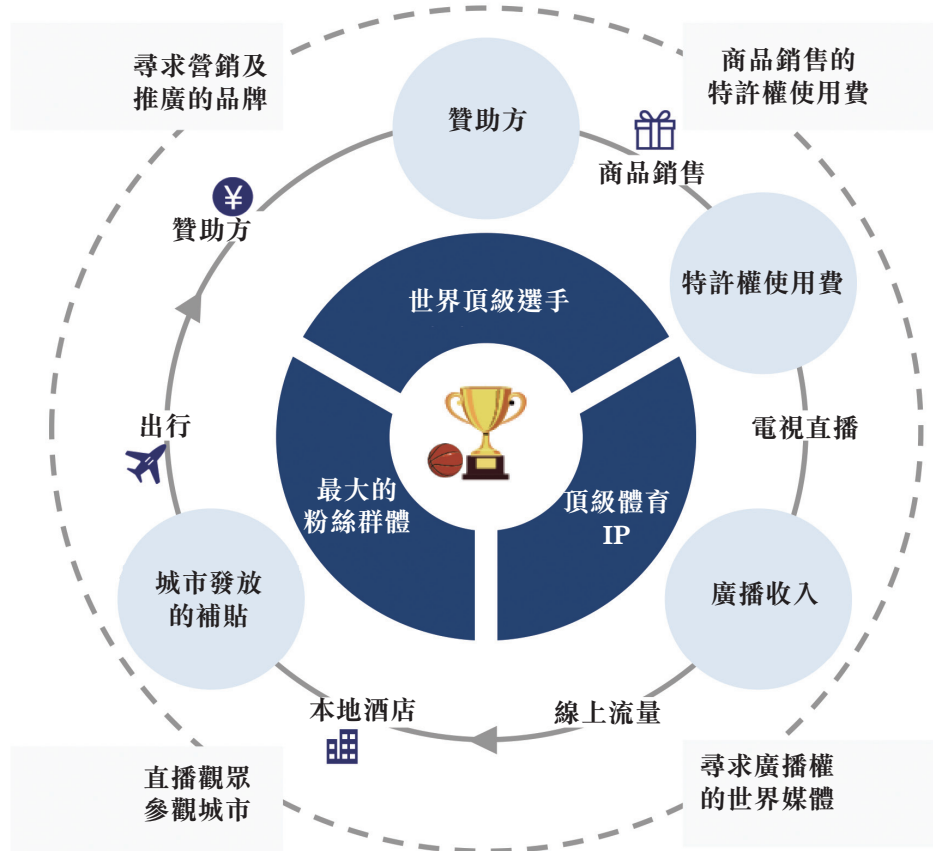 尋求營銷及
推廣的品牌
商品銷售的
特許權使用費
贊助方
商品銷售
¥
贊助方
特許權使用費
世界頂級選手
出行
電視直播
最大的
粉絲群體
頂級體育
IP
城市發放
的補貼
廣播收入
本地酒店
線上流量
直播觀眾
參觀城市
尋求廣播權
的世界媒體